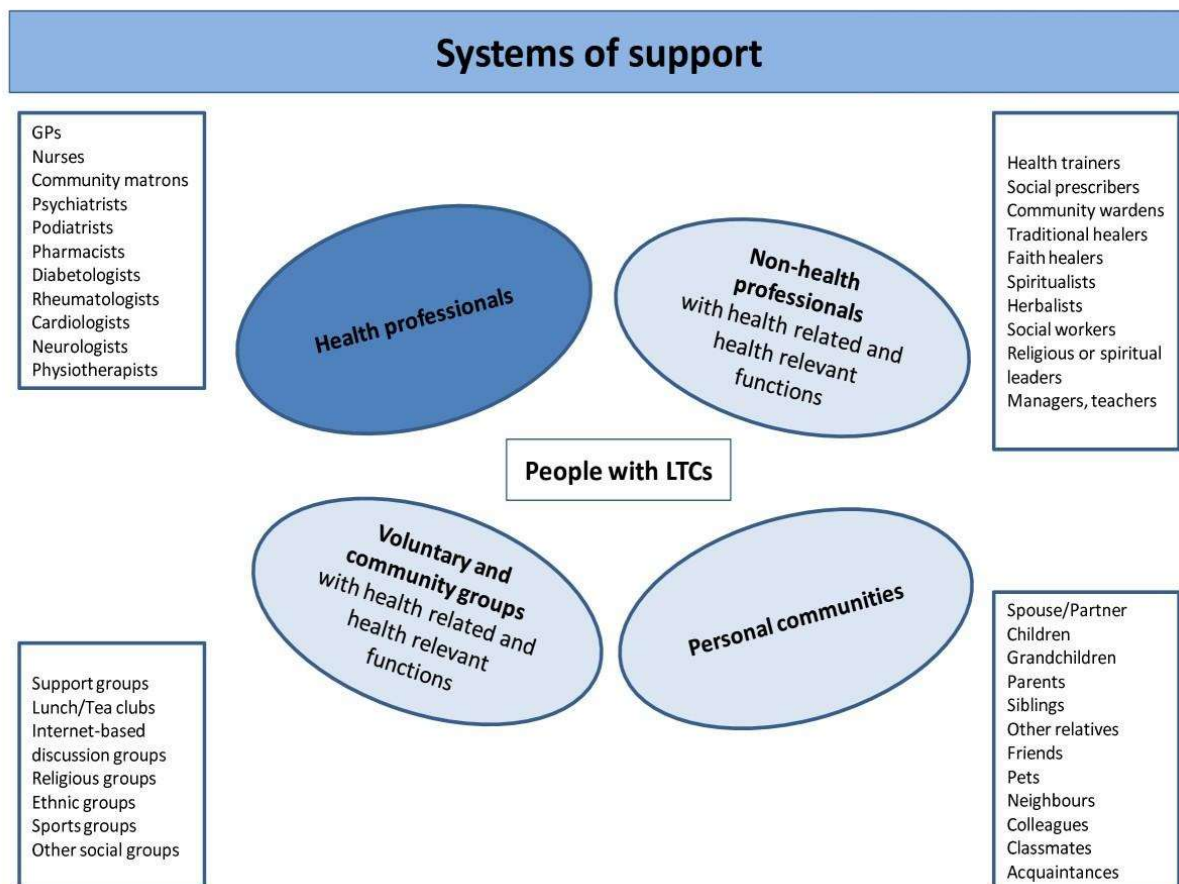 Systems of support
GPs
Nurses
Community matrons
Psychiatrists
Podiatrists
Pharmacists
Diabetologists
Rheumatologists
Cardiologists
Neurologists
Physiotherapists
Health professionals
Non-health
professionals
with health related and
health relevant
functions
Health trainers
Social prescribers
Community wardens
Traditional healers
Faith healers
Spiritualists
Herbalists
Social workers
Religious or spiritual
leaders
Managers, teachers
People with LTCs
Voluntary and
community groups
with health related and
health relevant
functions
Personal communities
Support groups
Lunch/Tea clubs
Internet-based
discussion groups
Religious groups
Ethnic groups
Sports groups
Other social groups
Spouse/Partner
Children
Grandchildren
Parents
Siblings
Other relatives
Friends
Pets
Neighbours
Colleagues
Classmates
Acquaintances